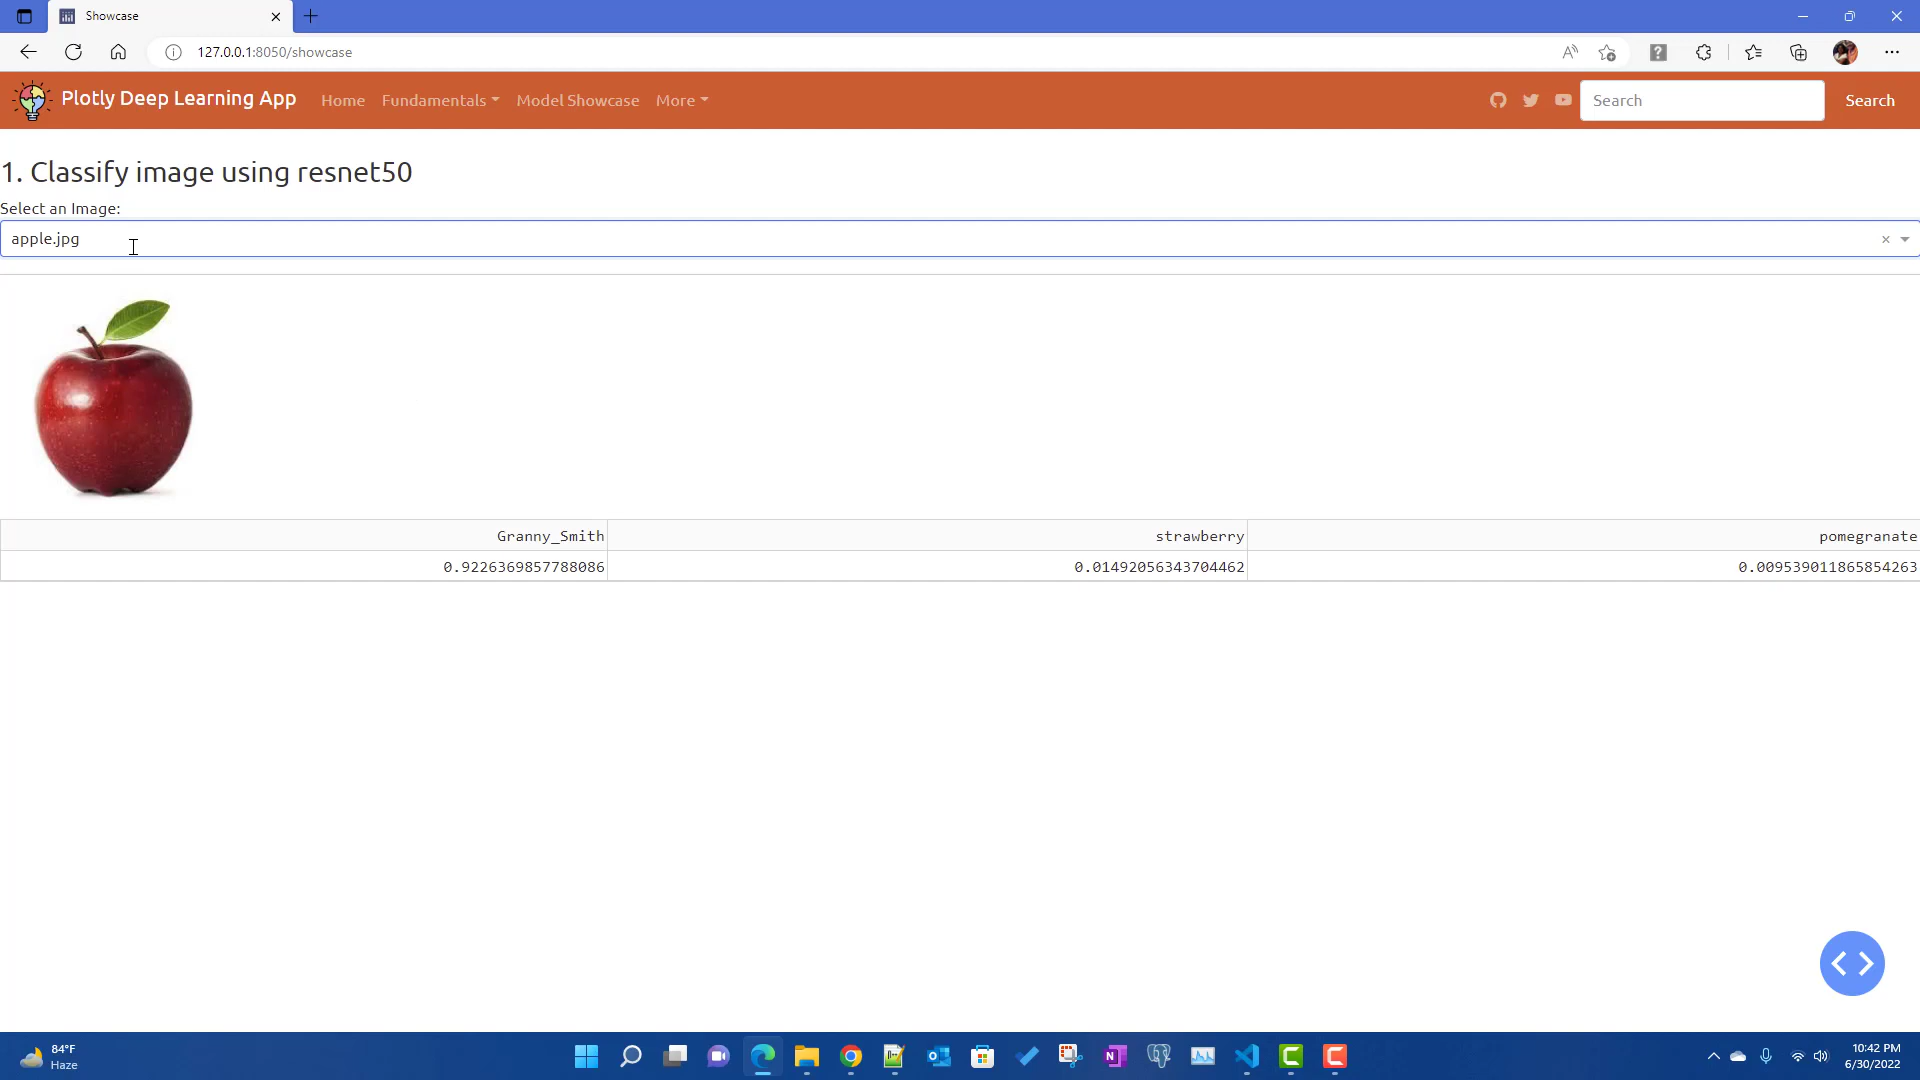 Showcase
127.0.0.1:8050/showcase
Plotly Deep Learning App Home Fundamentals Model Showcase More Search Search
1. Classify image using resnet50
Select an Image:
apple.jpg
Granny_Smith strawberry pomegranate
0.9226369857788086 0.01492056343704462 0.009539011865854263
84°F
Haze
10:42 PM
6/30/2022